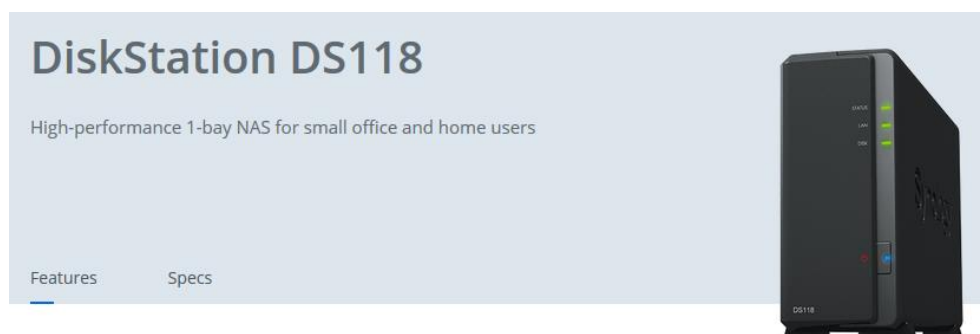 DiskStation DS118
High-performance 1-bay NAS for small office and home users
STATUS
LAN
DISK
Synology
Features
Specs
DS118